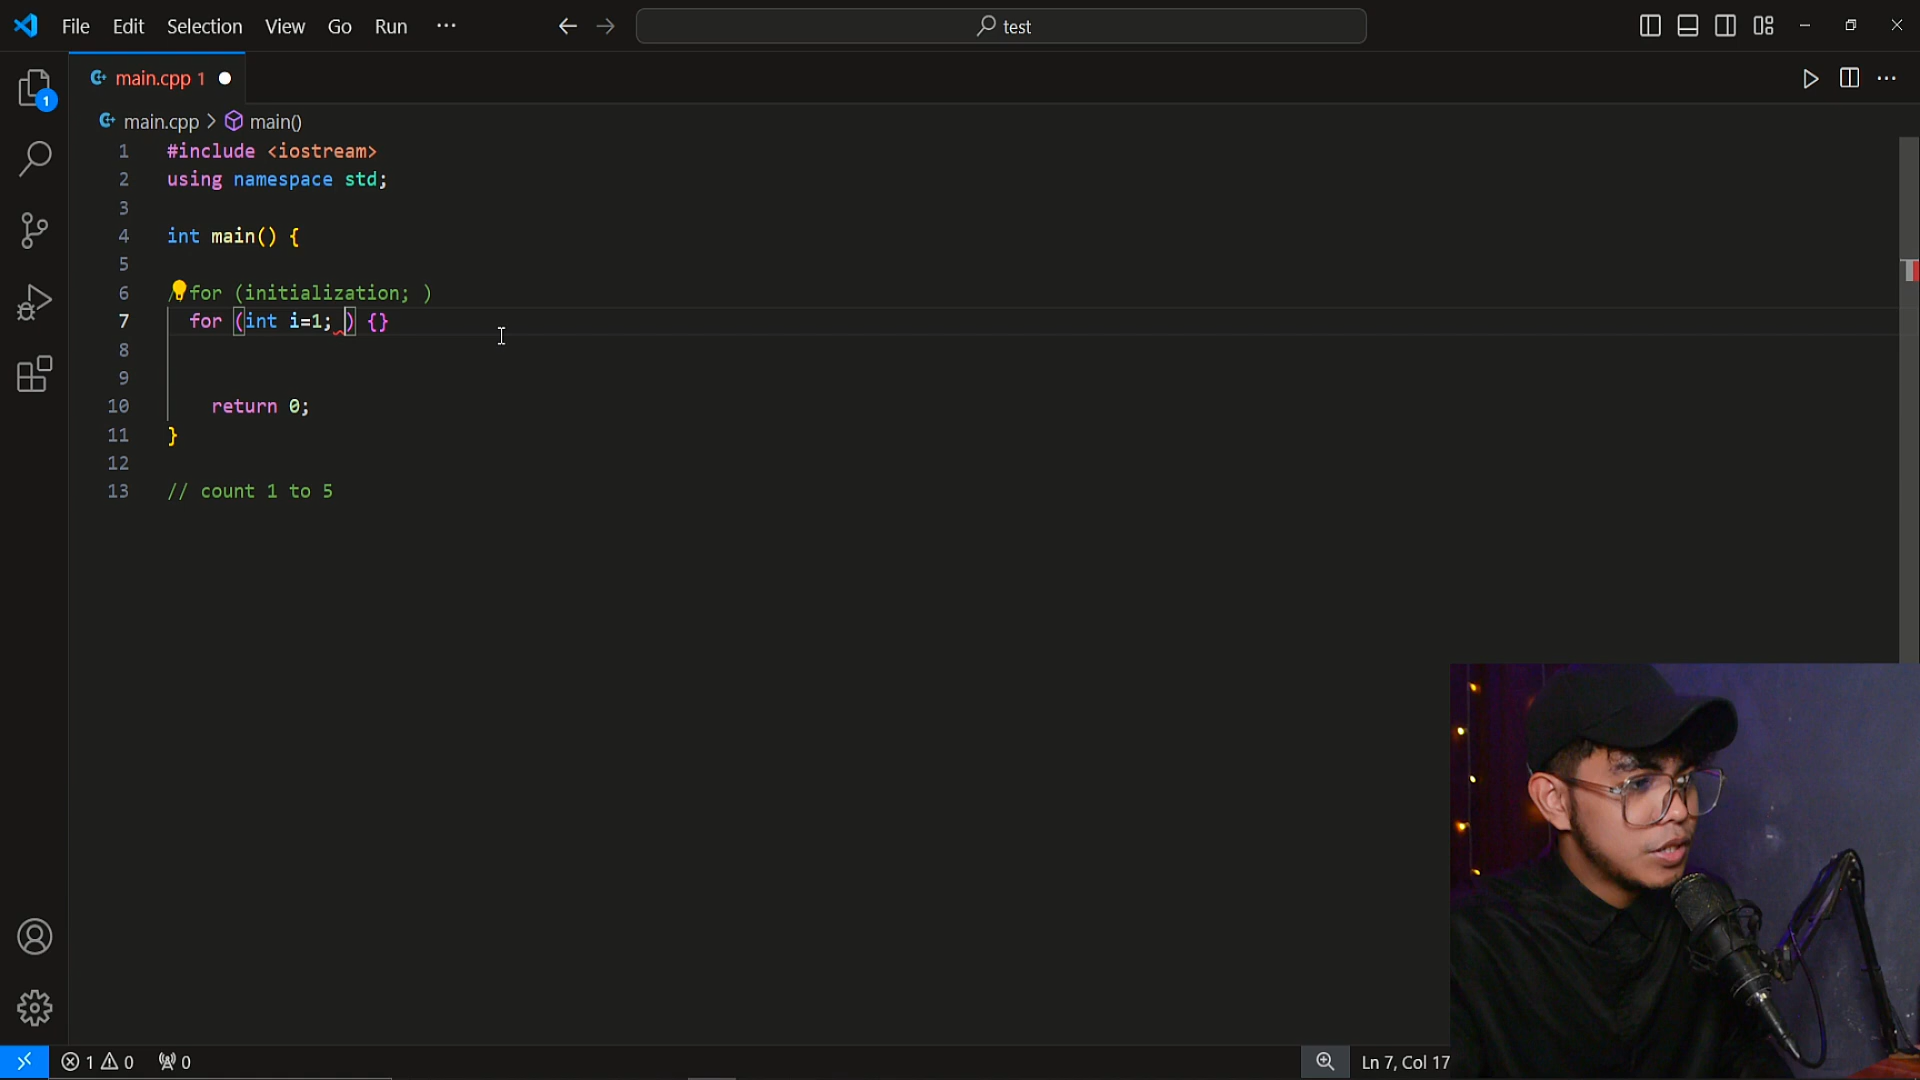 File Edit Selection View Go Run ··· test
main.cpp 1
main.cpp > main()
1 #include <iostream>
2 using namespace std;
3
4 int main() {
5
6 /for (initialization; )
7 for (int i=1; ) {}
8
9
10 return 0;
11 }
12
13 // count 1 to 5
1
1 0 0 Ln 7, Col 17